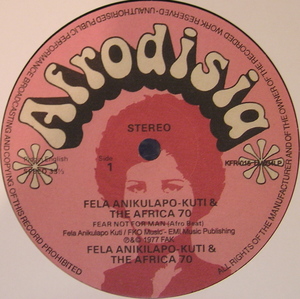 UNAUTHORISED PUBLIC PERFORMANCE BROADCASTING AND COPYING OF THIS RECORD PROHIBITED
ALL RIGHTS OF THE MANUFACTURER AND OF THE OWNER OF THE RECORDED WORK RESERVED
Afrodisia
STEREO
Side
1
FELA ANIKULAPO-KUTI &
THE AFRICA 70
FEAR NOT FOR MAN (Afro Beat)
Fela Anikulapo Kuti / FRO Music - EMI Music Publishing
℗&© 1977 FAK.
FELA ANIKILAPO-KUTI &
THE AFRICA 70